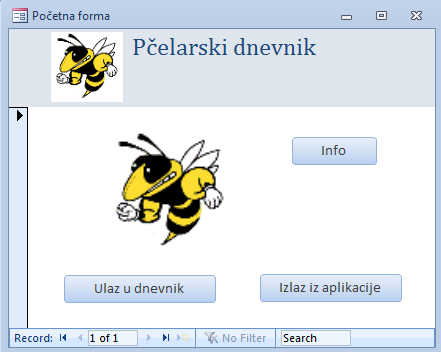 Početna forma
Pčelarski dnevnik
Info
Ulaz u dnevnik
Izlaz iz aplikacije
Record: 1 of 1 No Filter Search